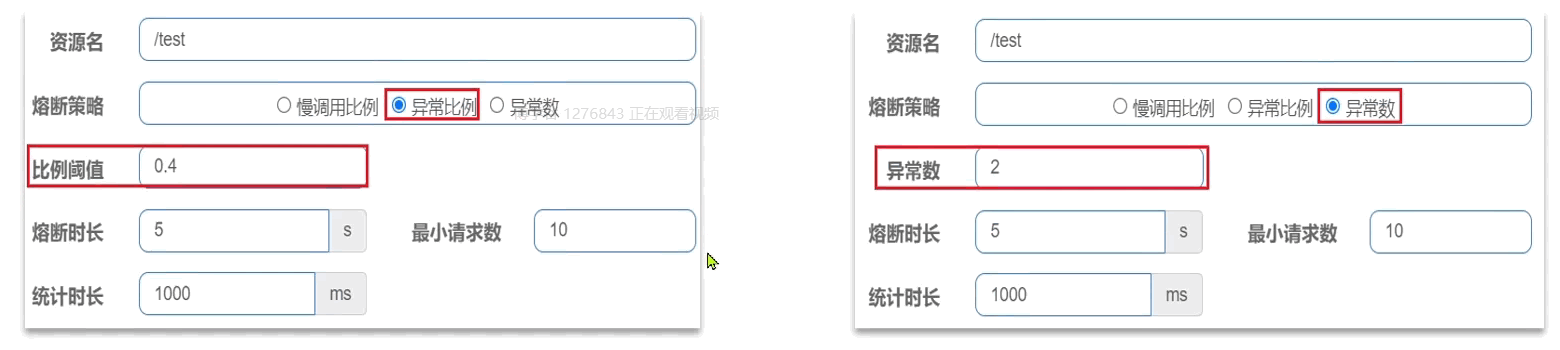 资源名 /test
熔断策略 慢调用比例 异常比例 异常数
1276843 正在观看视频
比例阈值 0.4
熔断时长 5 s 最小请求数 10
统计时长 1000 ms
资源名 /test
熔断策略 慢调用比例 异常比例 异常数
异常数 2
熔断时长 5 s 最小请求数 10
统计时长 1000 ms